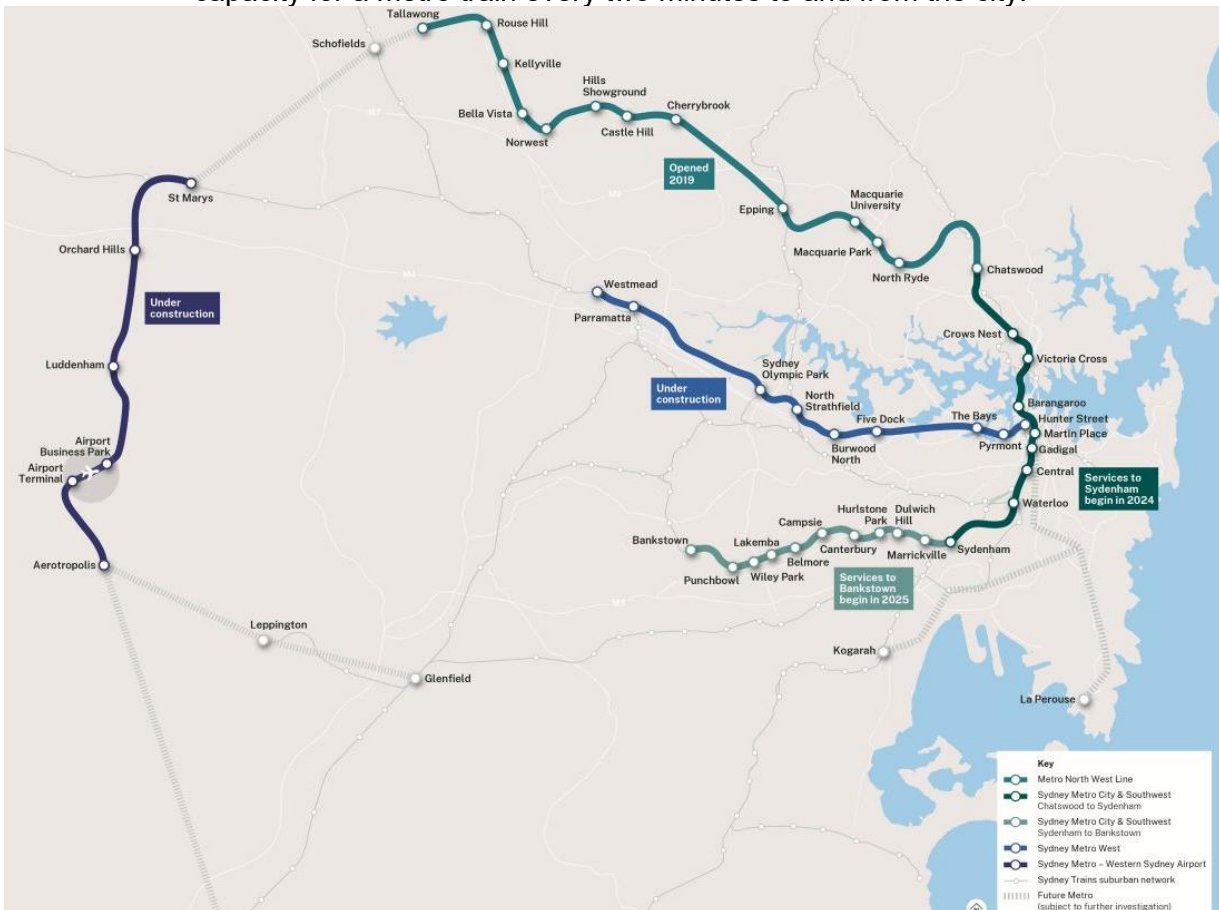 capacity for a metro train every two minutes to and from the city.
Tallawong
Rouse Hill
Schofields
Kellyville
Hills
Showground
Bella Vista
Cherrybrook
Castle Hill
Norwest
Opened
2019
St Marys
Macquarie
University
Epping
Orchard Hills
Macquarie Park
North Ryde
Chatswood
M7
M2
M4
Westmead
Under
construction
Parramatta
Crows Nest
Victoria Cross
Luddenham
Sydney
Olympic Park
Under
construction
North
Strathfield
Barangaroo
Five Dock
The Bays
Hunter Street
Martin Place
Pyrmont
Gadigal
Burwood
North
Airport
Business Park
Airport
Terminal
Central
Services to
Sydenham
begin in 2024
Waterloo
Hurlstone
Park
Dulwich
Hill
Campsie
Bankstown
Lakemba
Canterbury
Marrickville
Sydenham
Belmore
Punchbowl
Wiley Park
Aerotropolis
Services to
Bankstown
begin in 2025
M5
Leppington
Kogarah
Glenfield
La Perouse
Key
Metro North West Line
Sydney Metro City & Southwest
Chatswood to Sydenham
Sydney Metro City & Southwest
Sydenham to Bankstown
Sydney Metro West
Sydney Metro – Western Sydney Airport
Sydney Trains suburban network
Future Metro
(subject to further investigation)